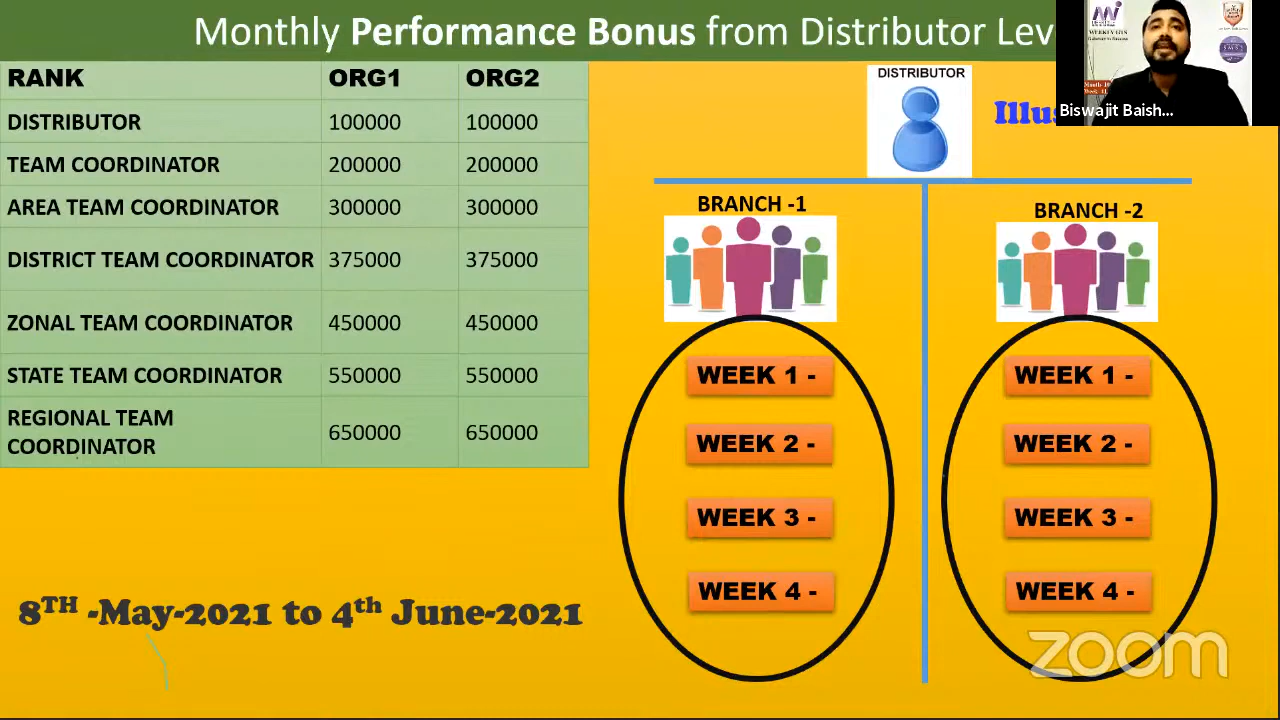 Monthly Performance Bonus from Distributor Lev
RANK ORG1 ORG2
DISTRIBUTOR 100000 100000
TEAM COORDINATOR 200000 200000
AREA TEAM COORDINATOR 300000 300000
DISTRICT TEAM COORDINATOR 375000 375000
ZONAL TEAM COORDINATOR 450000 450000
STATE TEAM COORDINATOR 550000 550000
REGIONAL TEAM
COORDINATOR 650000 650000
8TH -May-2021 to 4th June-2021
DISTRIBUTOR
Illus
Biswajit Baish...
BRANCH -1
WEEK 1 -
WEEK 2 -
WEEK 3 -
WEEK 4 -
BRANCH -2
WEEK 1 -
WEEK 2 -
WEEK 3 -
WEEK 4 -
zoom